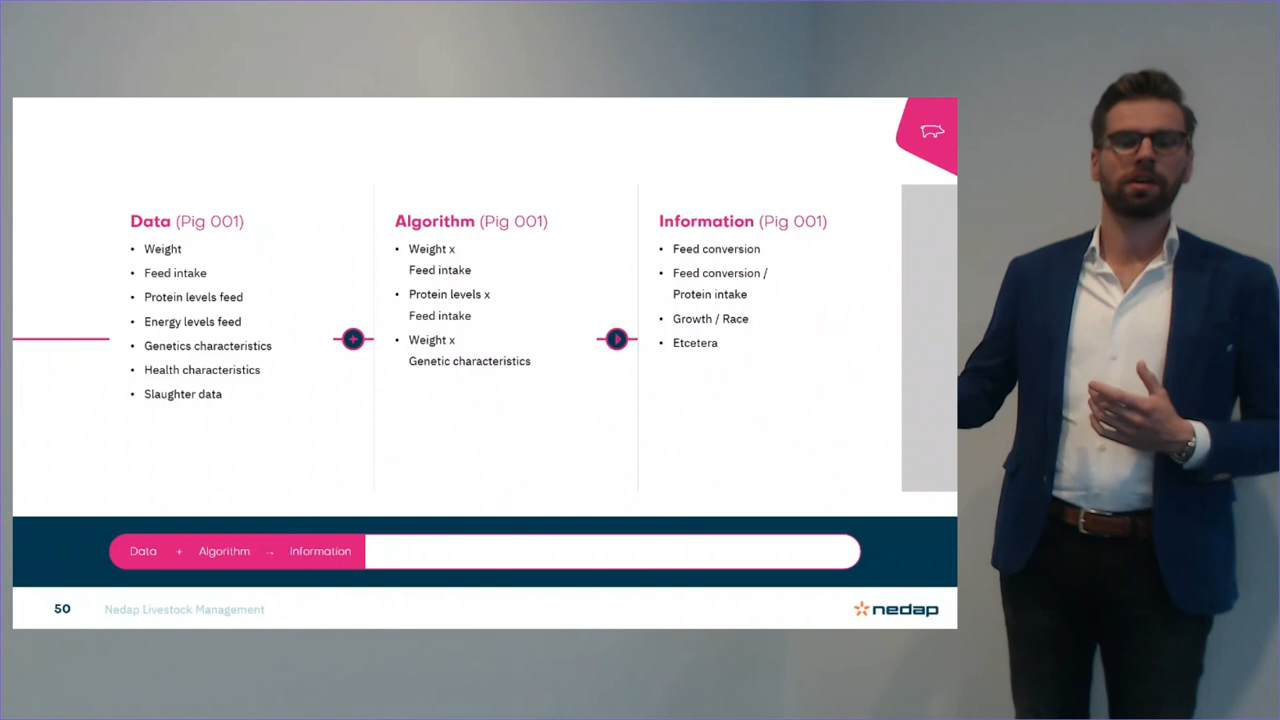 Data (Pig 001)
• Weight
• Feed intake
• Protein levels feed
• Energy levels feed
• Genetics characteristics
• Health characteristics
• Slaughter data
+
Algorithm (Pig 001)
• Weight x
Feed intake
• Protein levels x
Feed intake
• Weight x
Genetic characteristics
Information (Pig 001)
• Feed conversion
• Feed conversion /
Protein intake
• Growth / Race
• Etcetera
Data + Algorithm → Information
50 Nedap Livestock Management
nedap